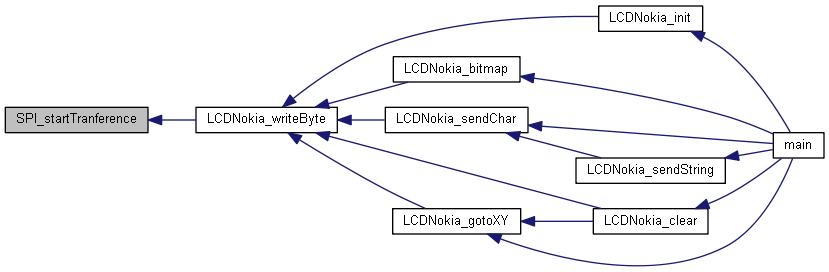 LCDNokia_init
LCDNokia_bitmap
SPI_startTranference
LCDNokia_writeByte
LCDNokia_sendChar
main
LCDNokia_sendString
LCDNokia_gotoXY
LCDNokia_clear